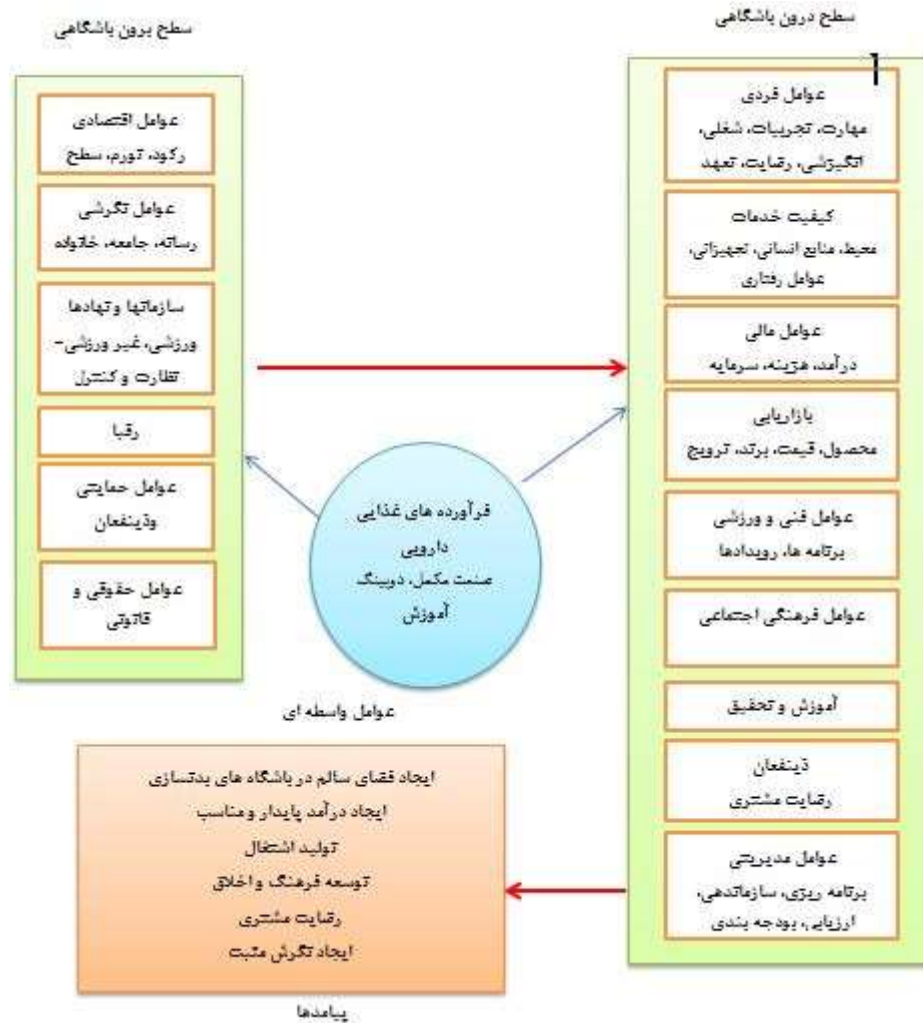 سطح درون باشگاهی
عوامل فردی
مهارت، تجربیات، شغلی،
انگیزشی، رضایت، تعهد
کیفیت خدمات
محیط، منابع انسانی، تجهیزاتی،
عوامل رفتاری
عوامل مالی
درآمد، هزینه، سرمایه
بازاریابی
محصول، قیمت، برند، ترویج
عوامل فنی و ورزشی
برنامه ها، رویدادها
عوامل فرهنگی اجتماعی
آموزش و تحقیق
ذینفعان
رضایت مشتری
عوامل مدیریتی
برنامه ریزی، سازماندهی،
ارزیابی، بودجه بندی
سطح برون باشگاهی
عوامل اقتصادی
رکود، تورم، سطح
عوامل نگرشی
رسانه، جامعه، خانواده
سازمانها و نهادها
ورزشی، غیر ورزشی-
نظارت و کنترل
رقبا
عوامل حمایتی
وذینفعان
عوامل حقوقی و
قانونی
فرآورده های غذایی
دارویی
صنعت مکمل، دوپینگ
آموزش
عوامل واسطه ای
ایجاد فضای سالم در باشگاه های بدنسازی
ایجاد درآمد پایدار ومناسب
تولید اشتغال
توسعه فرهنگ و اخلاق
رضایت مشتری
ایجاد نگرش مثبت
پیامدها